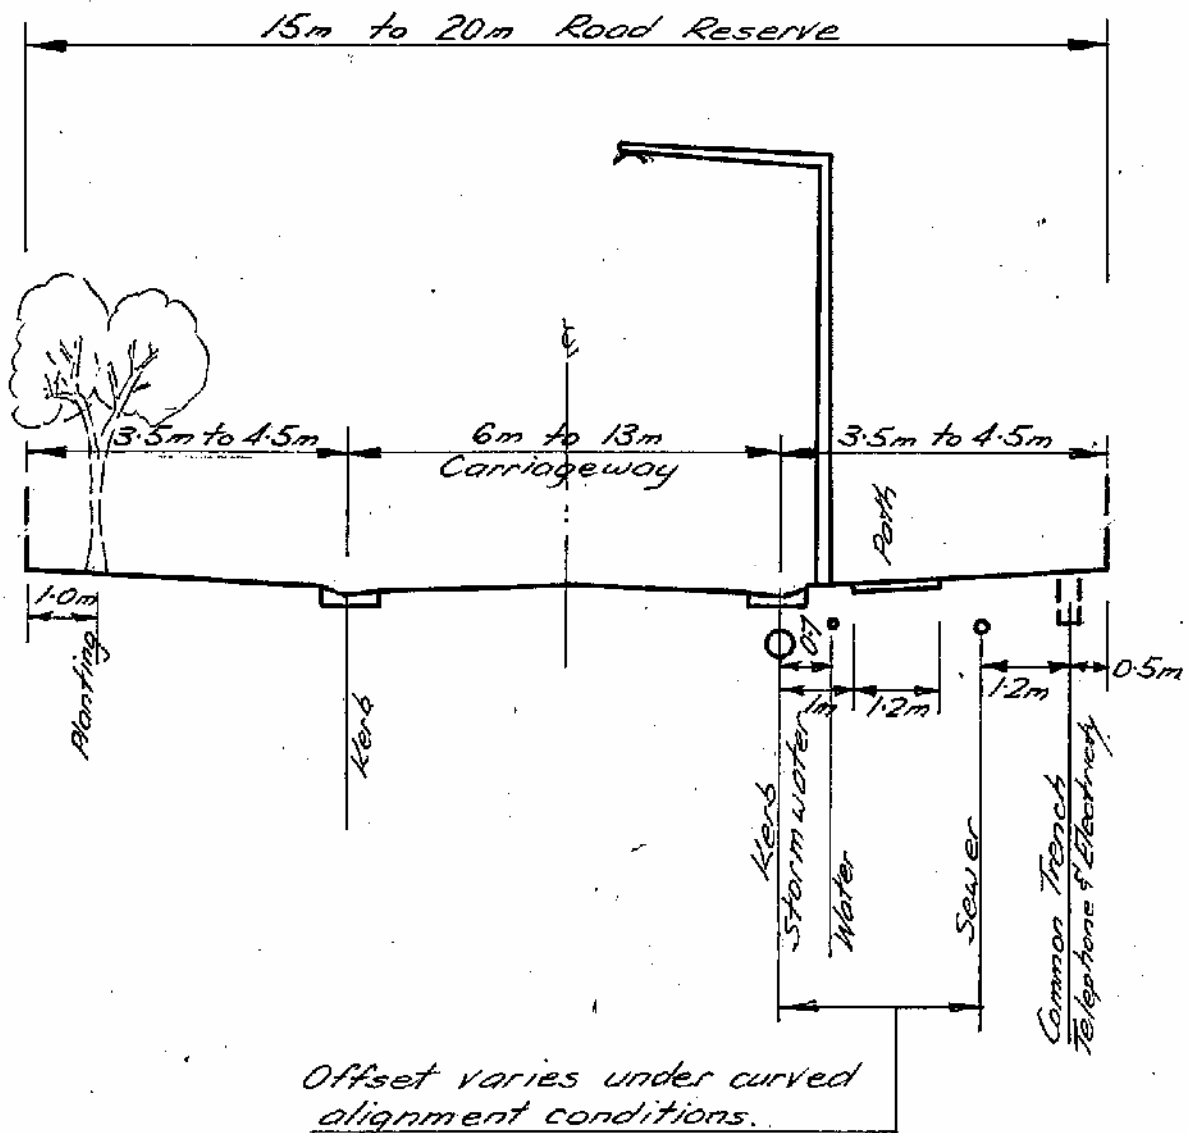 15m to 20m Road Reserve
℄
3.5m to 4.5m
6m to 13m
Carriageway
3.5m to 4.5m
Path
1.0m
Planting
Kerb
0.7
1m
1.2m
1.2m
0.5m
Kerb
Stormwater
Water
Sewer
Common Trench
Telephone & Electricity
Offset varies under curved
alignment conditions.